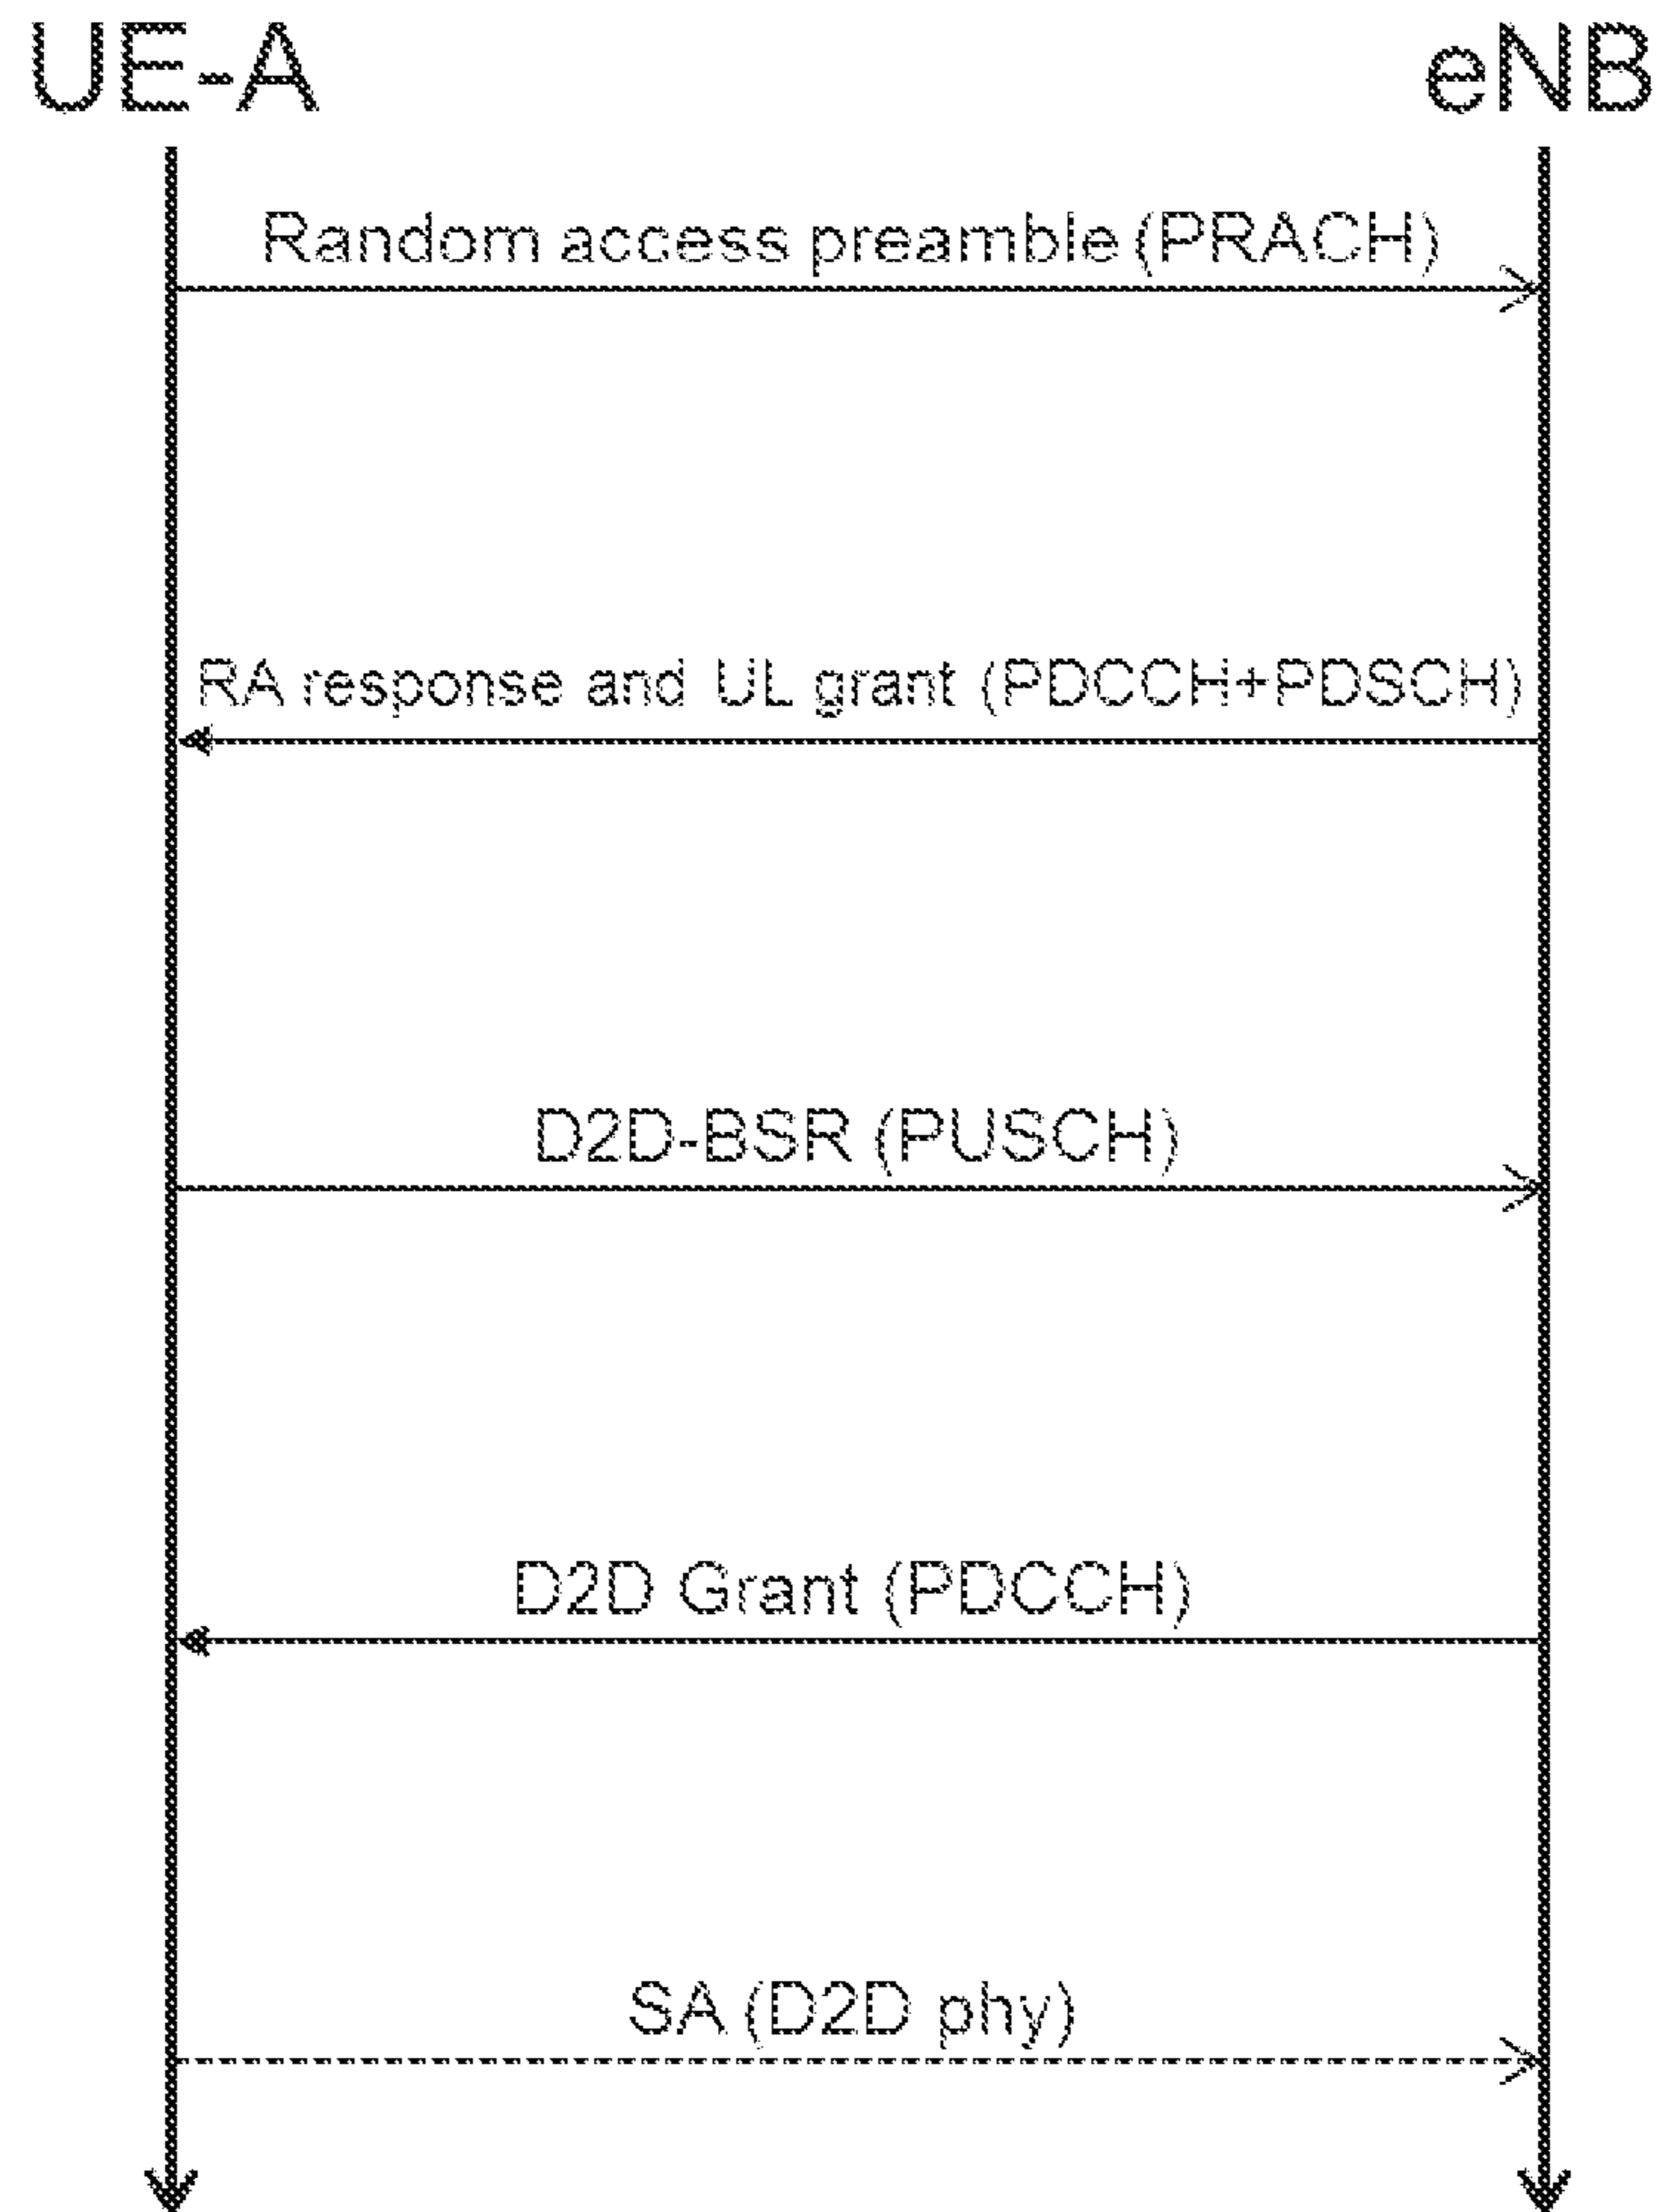 UE-A eNB
Random access preamble (PRACH)
RA response and UL grant (PDCCH+PDSCH)
D2D-BSR (PUSCH)
D2D Grant (PDCCH)
SA (D2D phy)